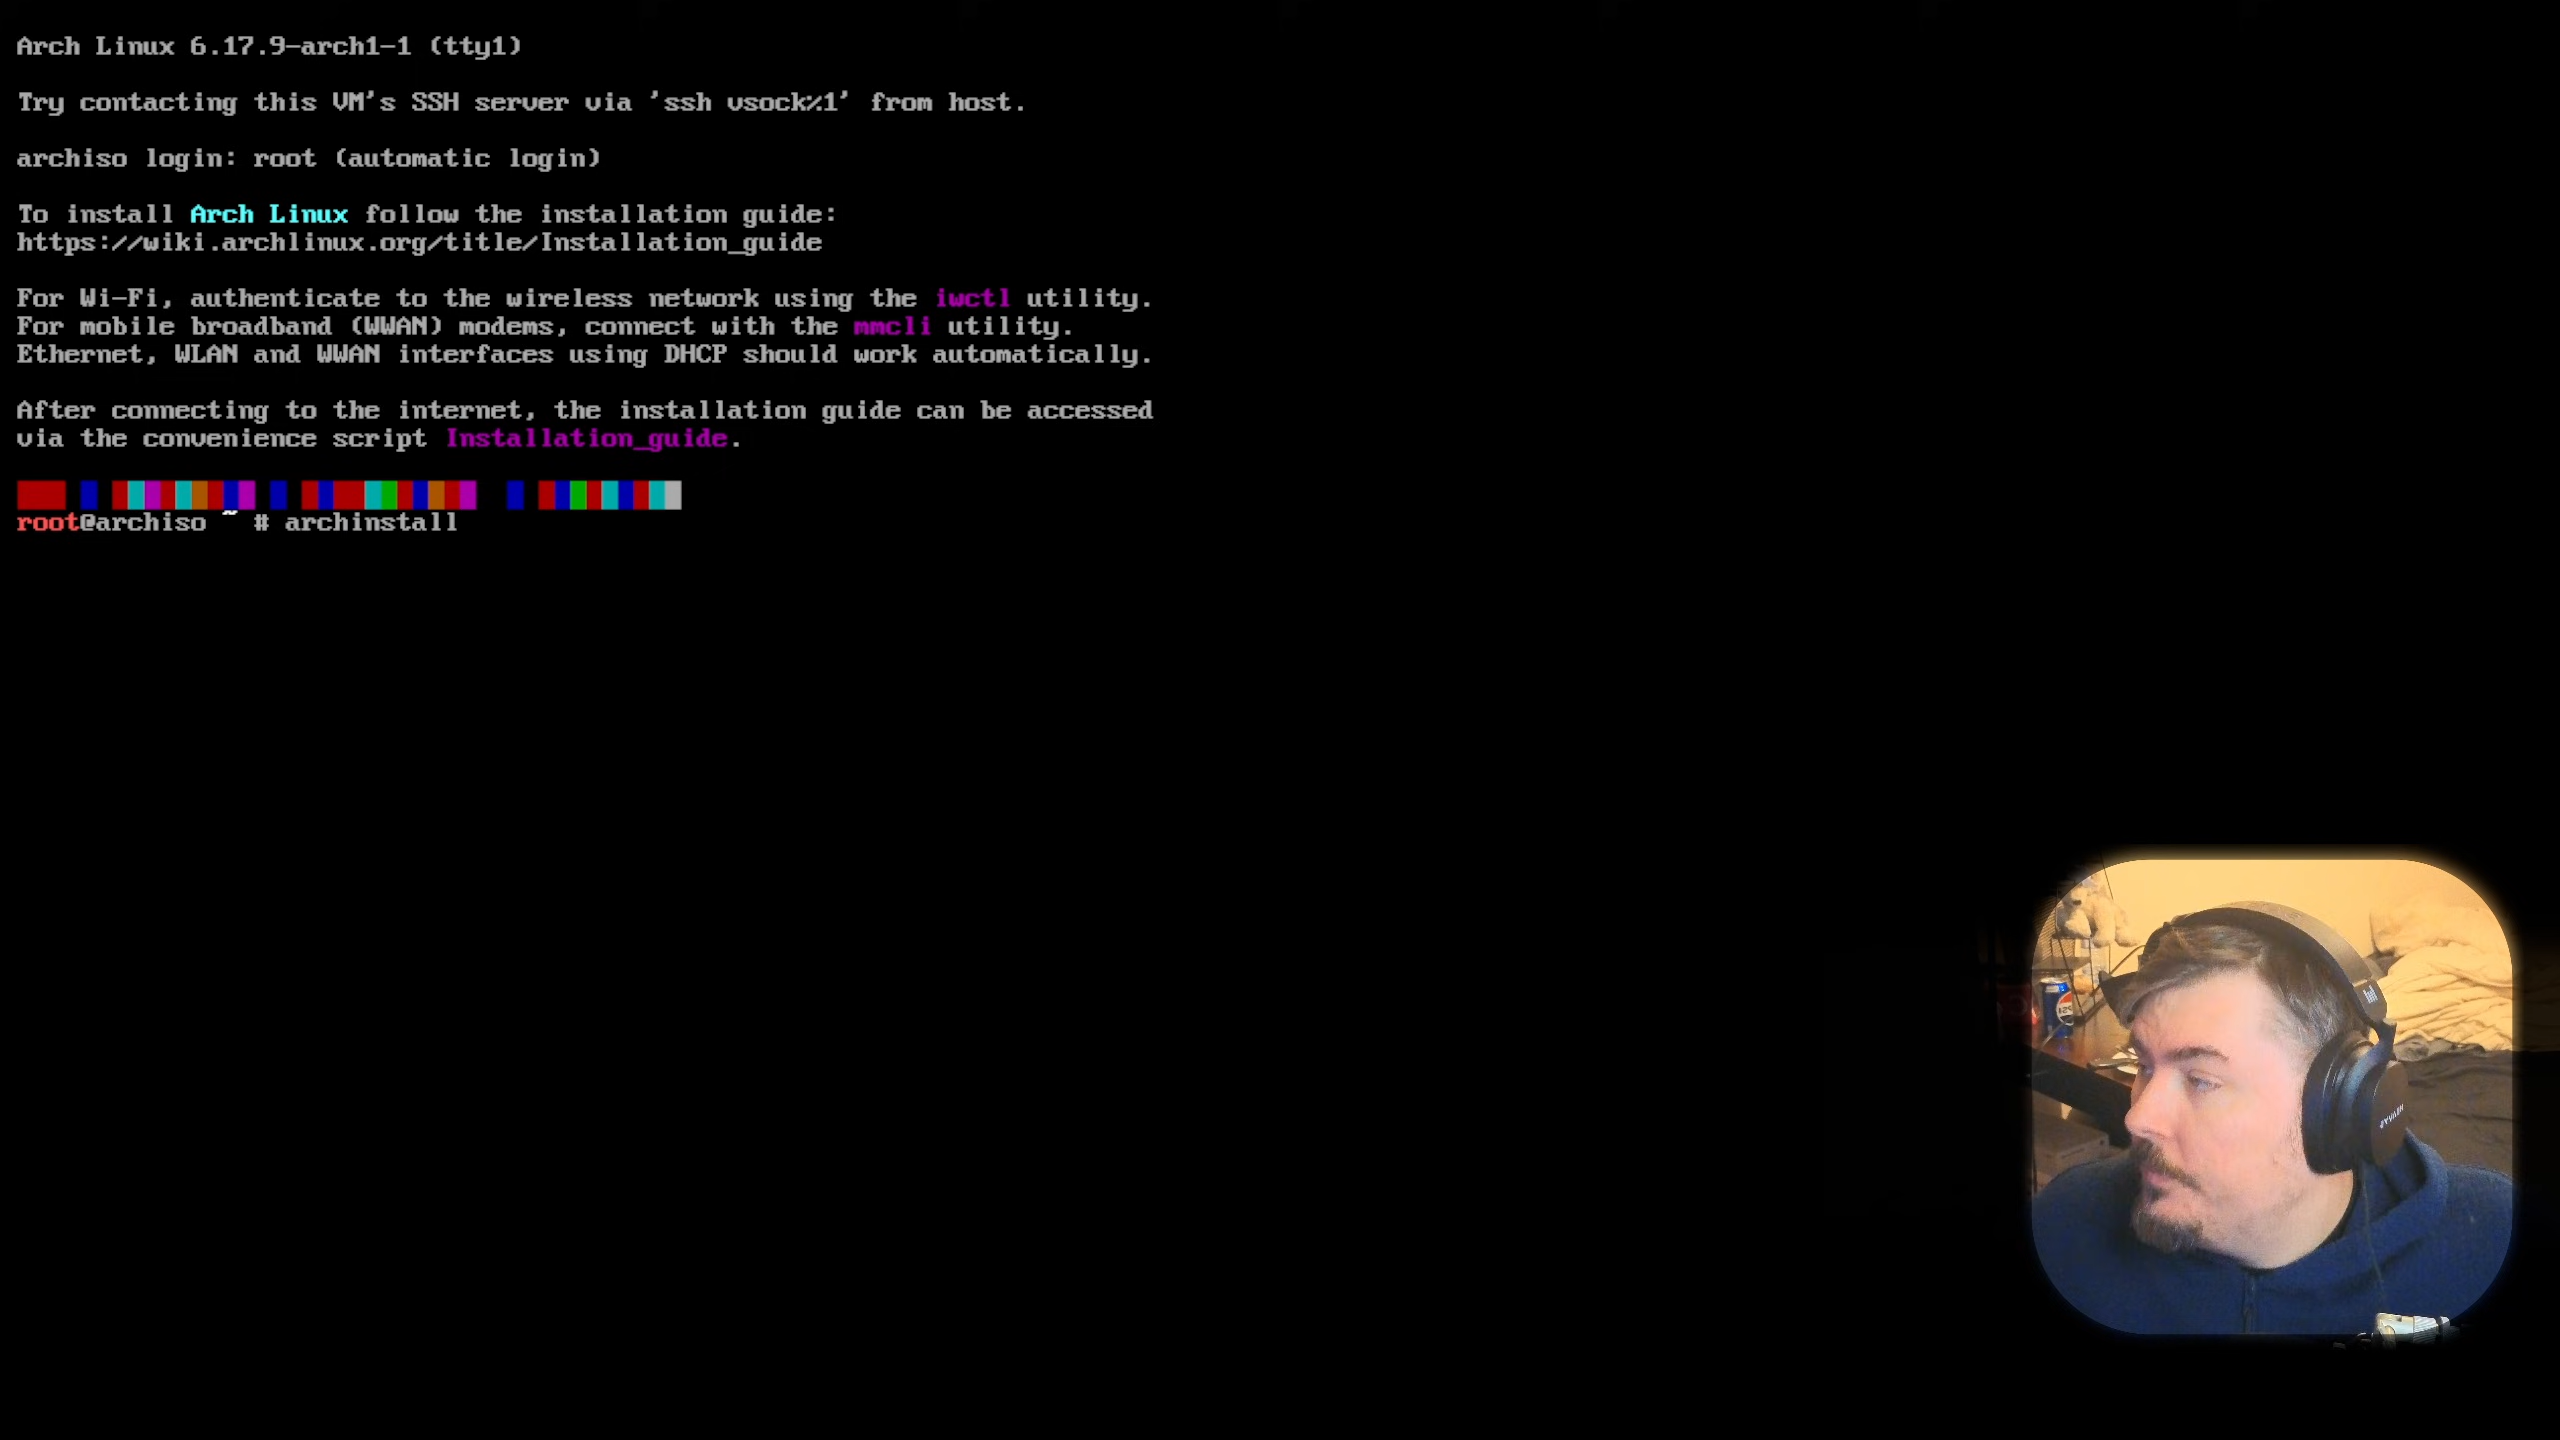 Arch Linux 6.17.9-arch1-1 (tty1)
Try contacting this VM's SSH server via 'ssh vsock%1' from host.
archiso login: root (automatic login)
To install Arch Linux follow the installation guide:
https://wiki.archlinux.org/title/Installation_guide
For Wi-Fi, authenticate to the wireless network using the iwctl utility.
For mobile broadband (WWAN) modems, connect with the mmcli utility.
Ethernet, WLAN and WWAN interfaces using DHCP should work automatically.
After connecting to the internet, the installation guide can be accessed
via the convenience script Installation_guide.
root@archiso ~ # archinstall